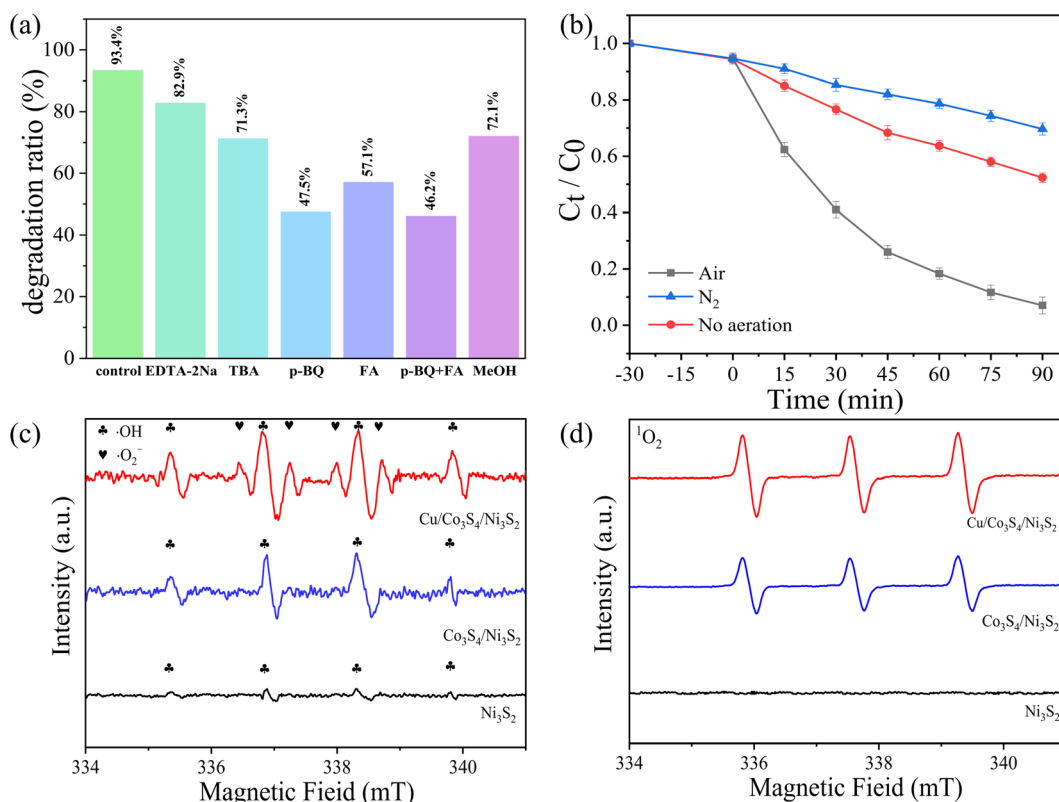 (a)
degradation ratio (%)
100
80
60
40
20
0
93.4%
82.9%
71.3%
47.5%
57.1%
46.2%
72.1%
control EDTA-2Na TBA p-BQ FA p-BQ+FA MeOH
(b)
Cₜ / C0
1.0
0.8
0.6
0.4
0.2
0.0
Air
N₂
No aeration
-30 -15 0 15 30 45 60 75 90
Time (min)
(c)
♣ ·OH
♥ ·O₂⁻
Cu/Co₃S₄/Ni₃S₂
Co₃S₄/Ni₃S₂
Ni₃S₂
Intensity (a.u.)
334 336 338 340
Magnetic Fieid (mT)
(d)
¹O₂
Cu/Co₃S₄/Ni₃S₂
Co₃S₄/Ni₃S₂
Ni₃S₂
Intensity (a.u.)
334 336 338 340
Magnetic Fieid (mT)